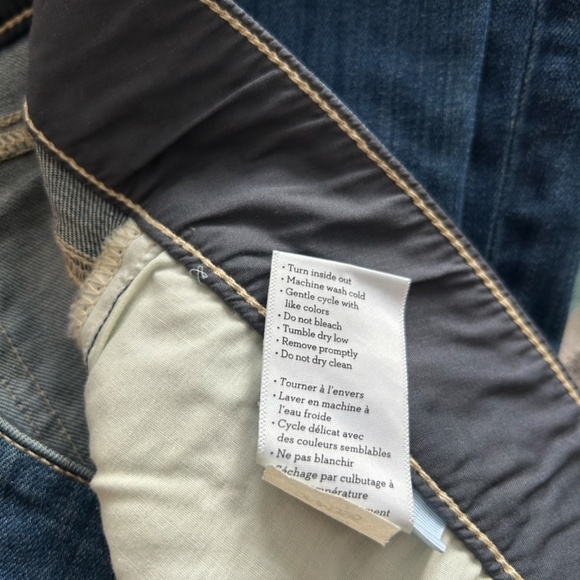 • Turn inside out
• Machine wash cold
• Gentle cycle with
like colors
• Do not bleach
• Tumble dry low
• Remove promptly
• Do not dry clean
• Tourner à l'envers
• Laver en machine à
l'eau froide
• Cycle délicat avec
des couleurs semblables
• Ne pas blanchir
Séchage par culbutage à
température